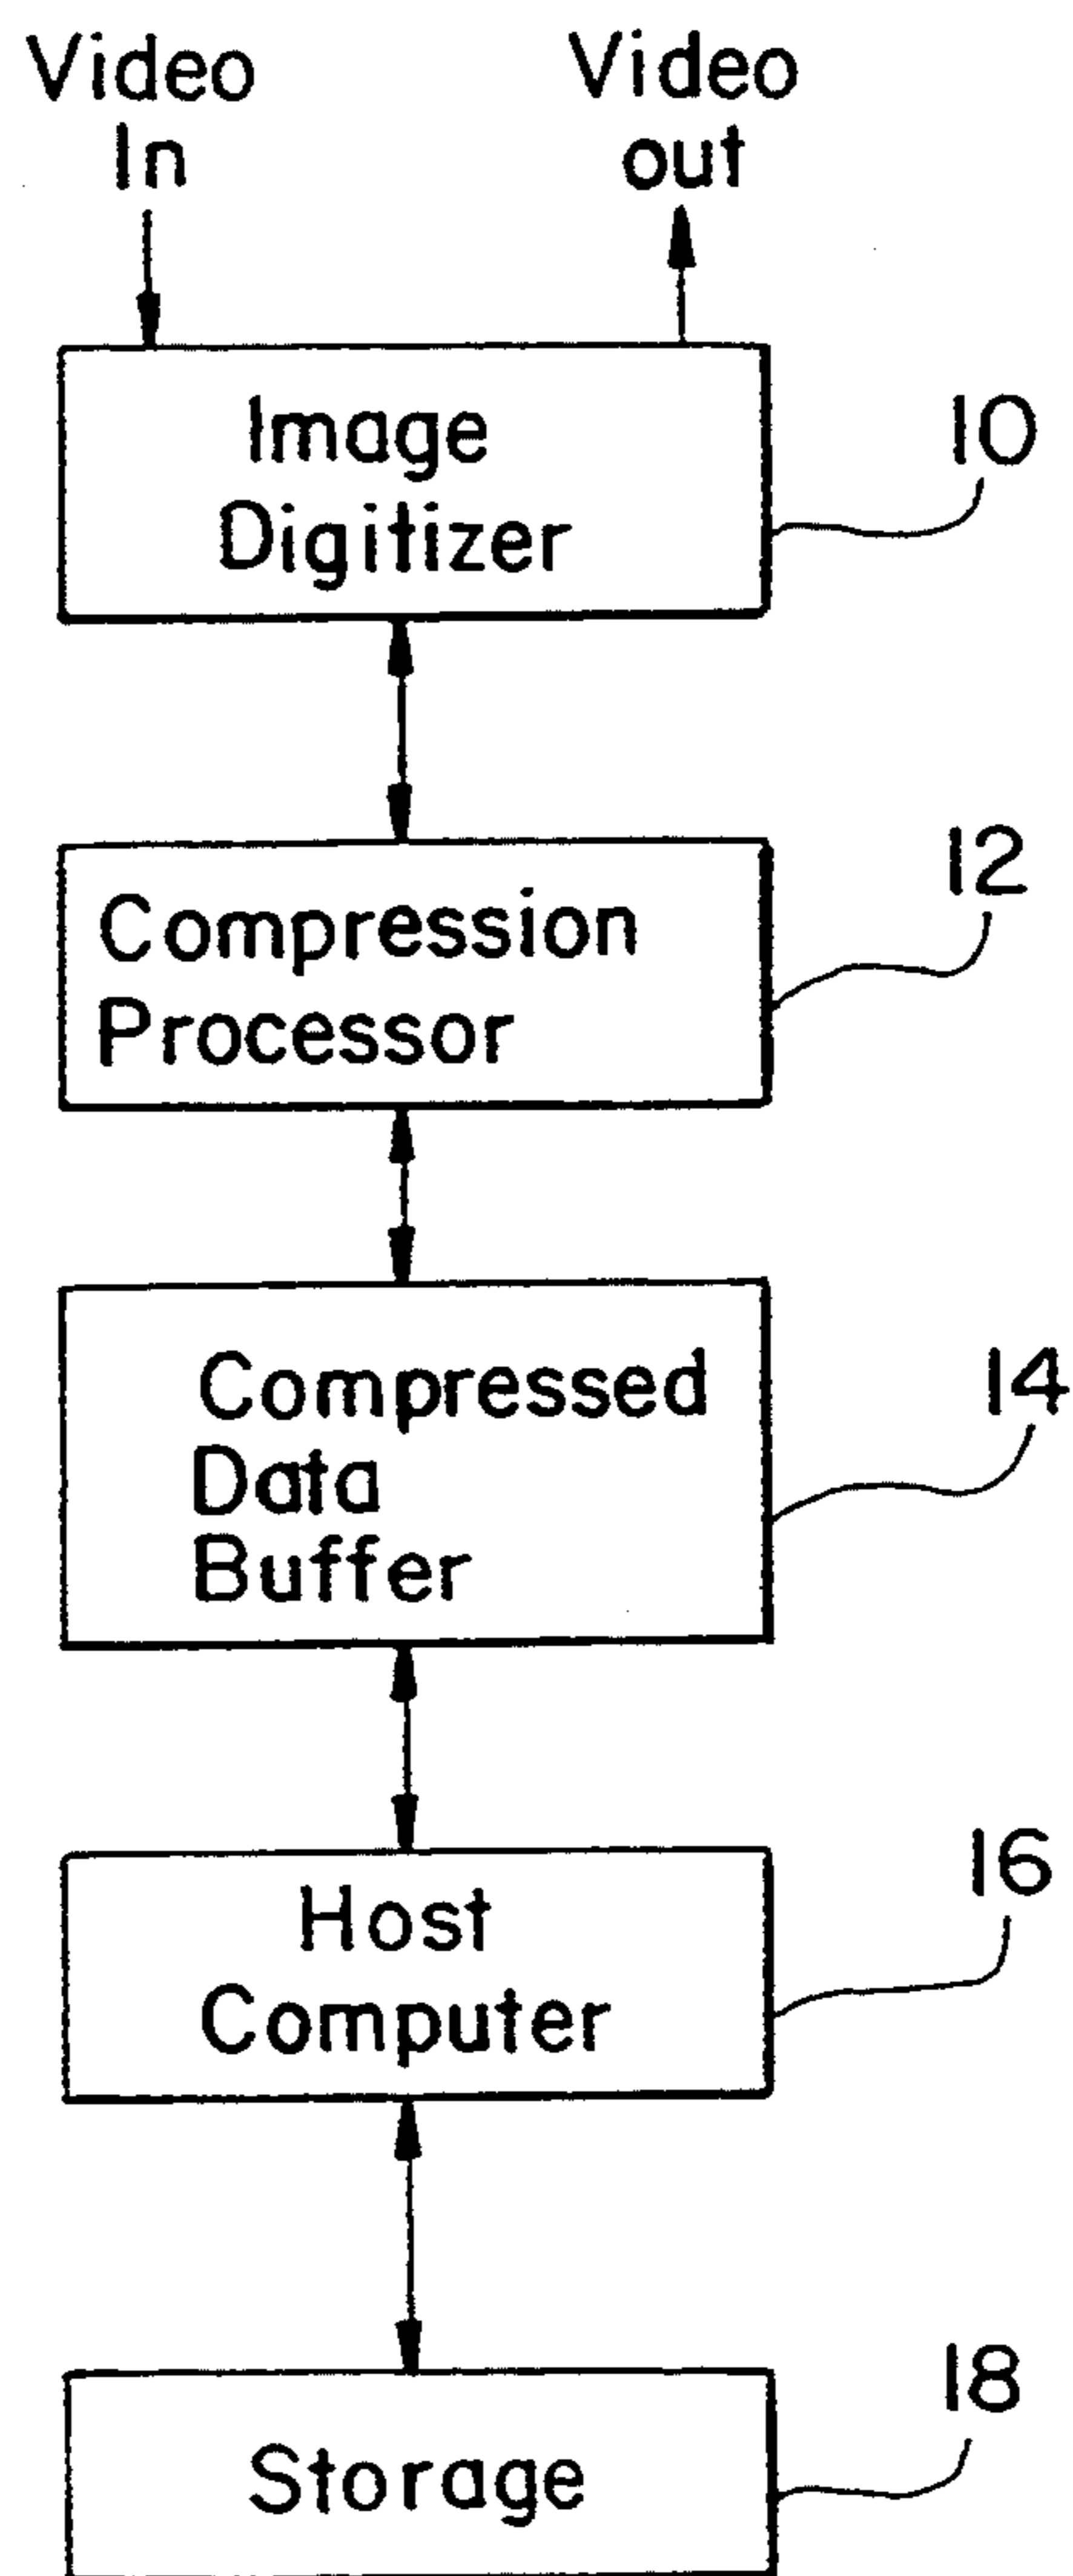 Video
In
Video
out
Image
Digitizer
10
Compression
Processor
12
Compressed
Data
Buffer
14
Host
Computer
16
Storage
18